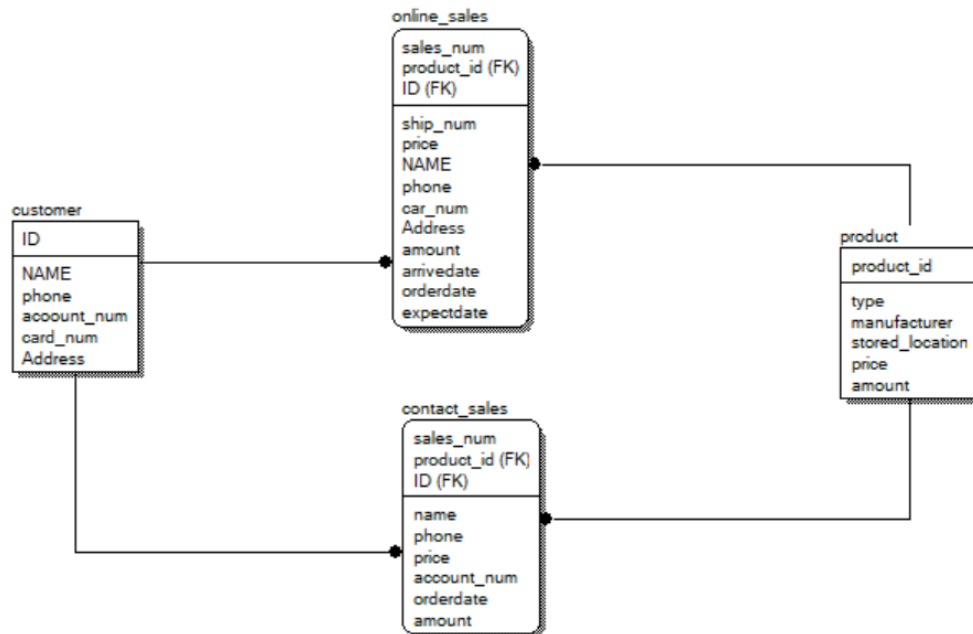 online_sales
sales_num
product_id (FK)
ID (FK)
ship_num
price
NAME
phone
car_num
Address
amount
arrivedate
orderdate
expectdate
customer
ID
NAME
phone
acoount_num
card_num
Address
product
product_id
type
manufacturer
stored_location
price
amount
contact_sales
sales_num
product_id (FK)
ID (FK)
name
phone
price
account_num
orderdate
amount